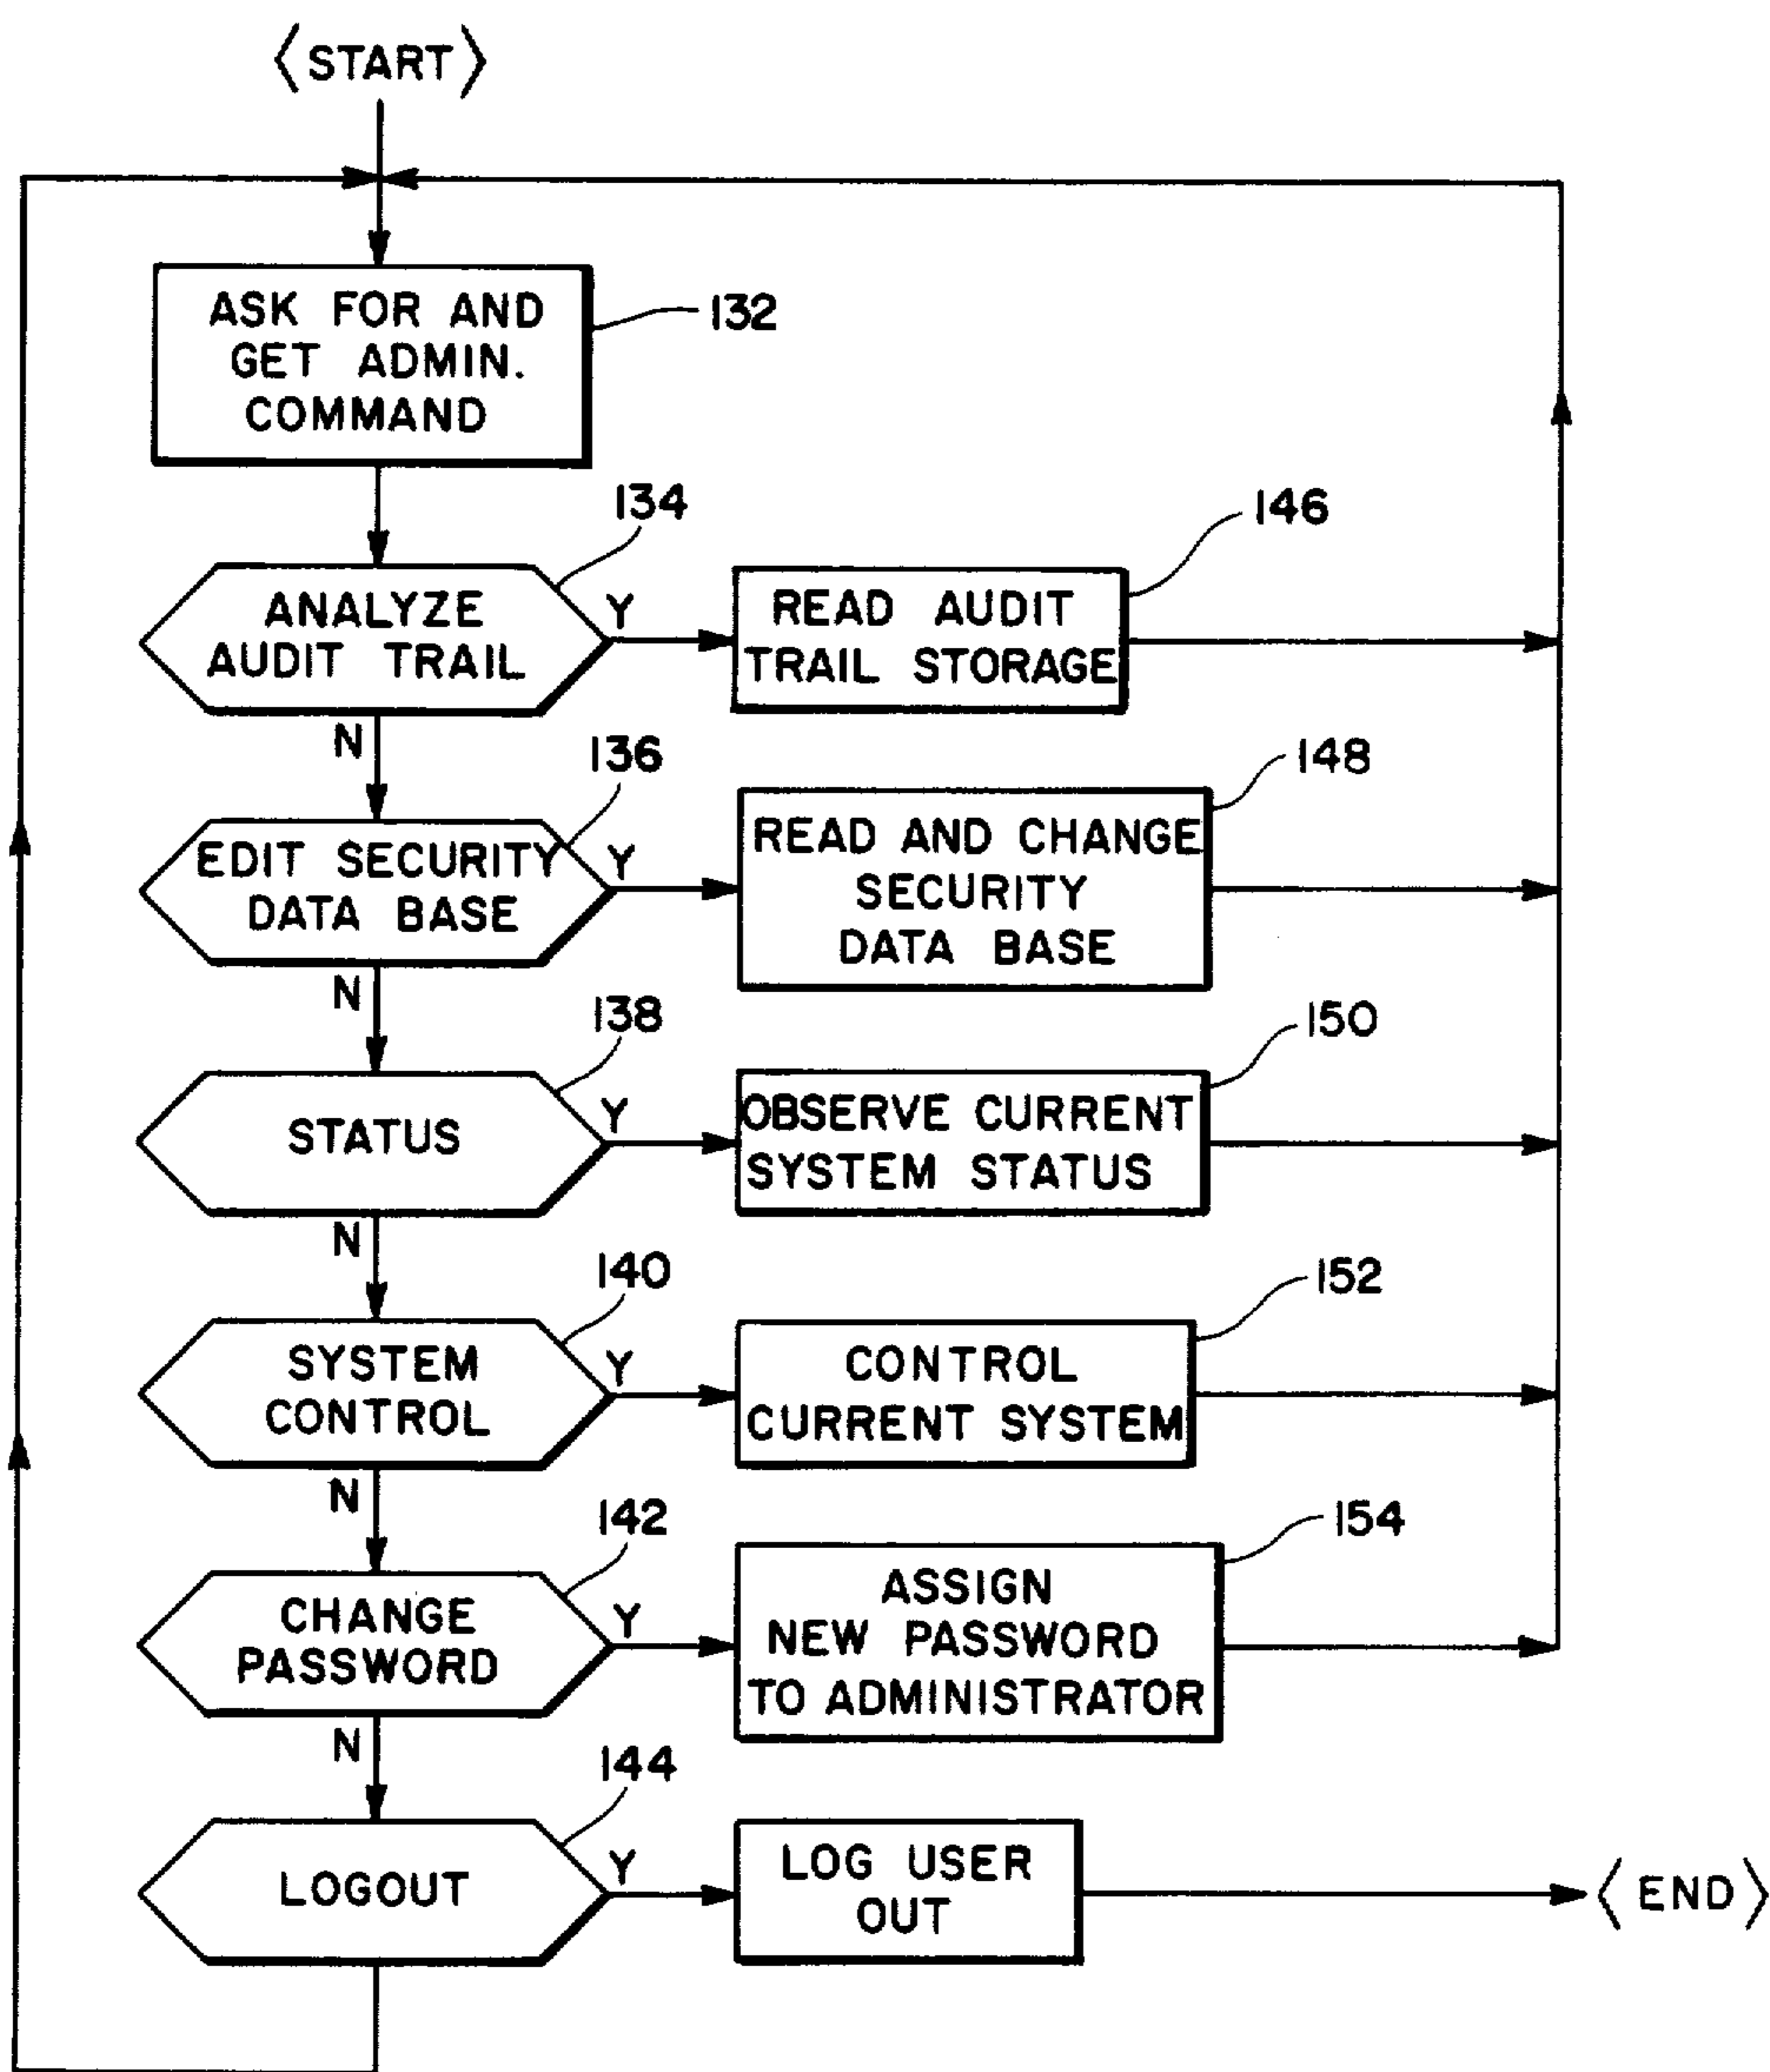 〈START〉
ASK FOR AND
GET ADMIN.
COMMAND
132
134
ANALYZE
AUDIT TRAIL
Y
N
READ AUDIT
TRAIL STORAGE
146
136
EDIT SECURITY
DATA BASE
Y
N
READ AND CHANGE
SECURITY
DATA BASE
148
138
STATUS
Y
N
OBSERVE CURRENT
SYSTEM STATUS
150
140
SYSTEM
CONTROL
Y
N
CONTROL
CURRENT SYSTEM
152
142
CHANGE
PASSWORD
Y
N
ASSIGN
NEW PASSWORD
TO ADMINISTRATOR
154
144
LOGOUT
Y
LOG USER
OUT
〈END〉